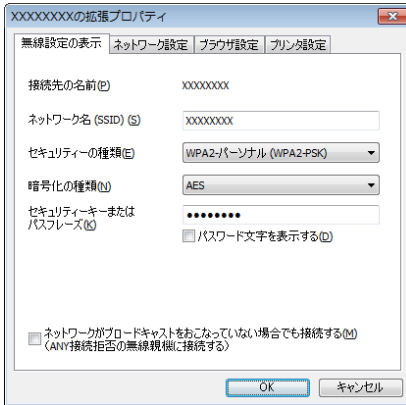 XXXXXXXXの拡張プロパティ
無線設定の表示 ネットワーク設定 ブラウザ設定 プリンタ設定
接続先の名前(P) XXXXXXXX
ネットワーク名 (SSID) (S) XXXXXXXX
セキュリティーの種類(E) WPA2-パーソナル (WPA2-PSK)
暗号化の種類(N) AES
セキュリティーキーまたは
パスフレーズ(K) ●●●●●●●●
パスワード文字を表示する(D)
ネットワークがブロードキャストをおこなっていない場合でも接続する(M)
(ANY接続拒否の無線親機に接続する)
OK キャンセル